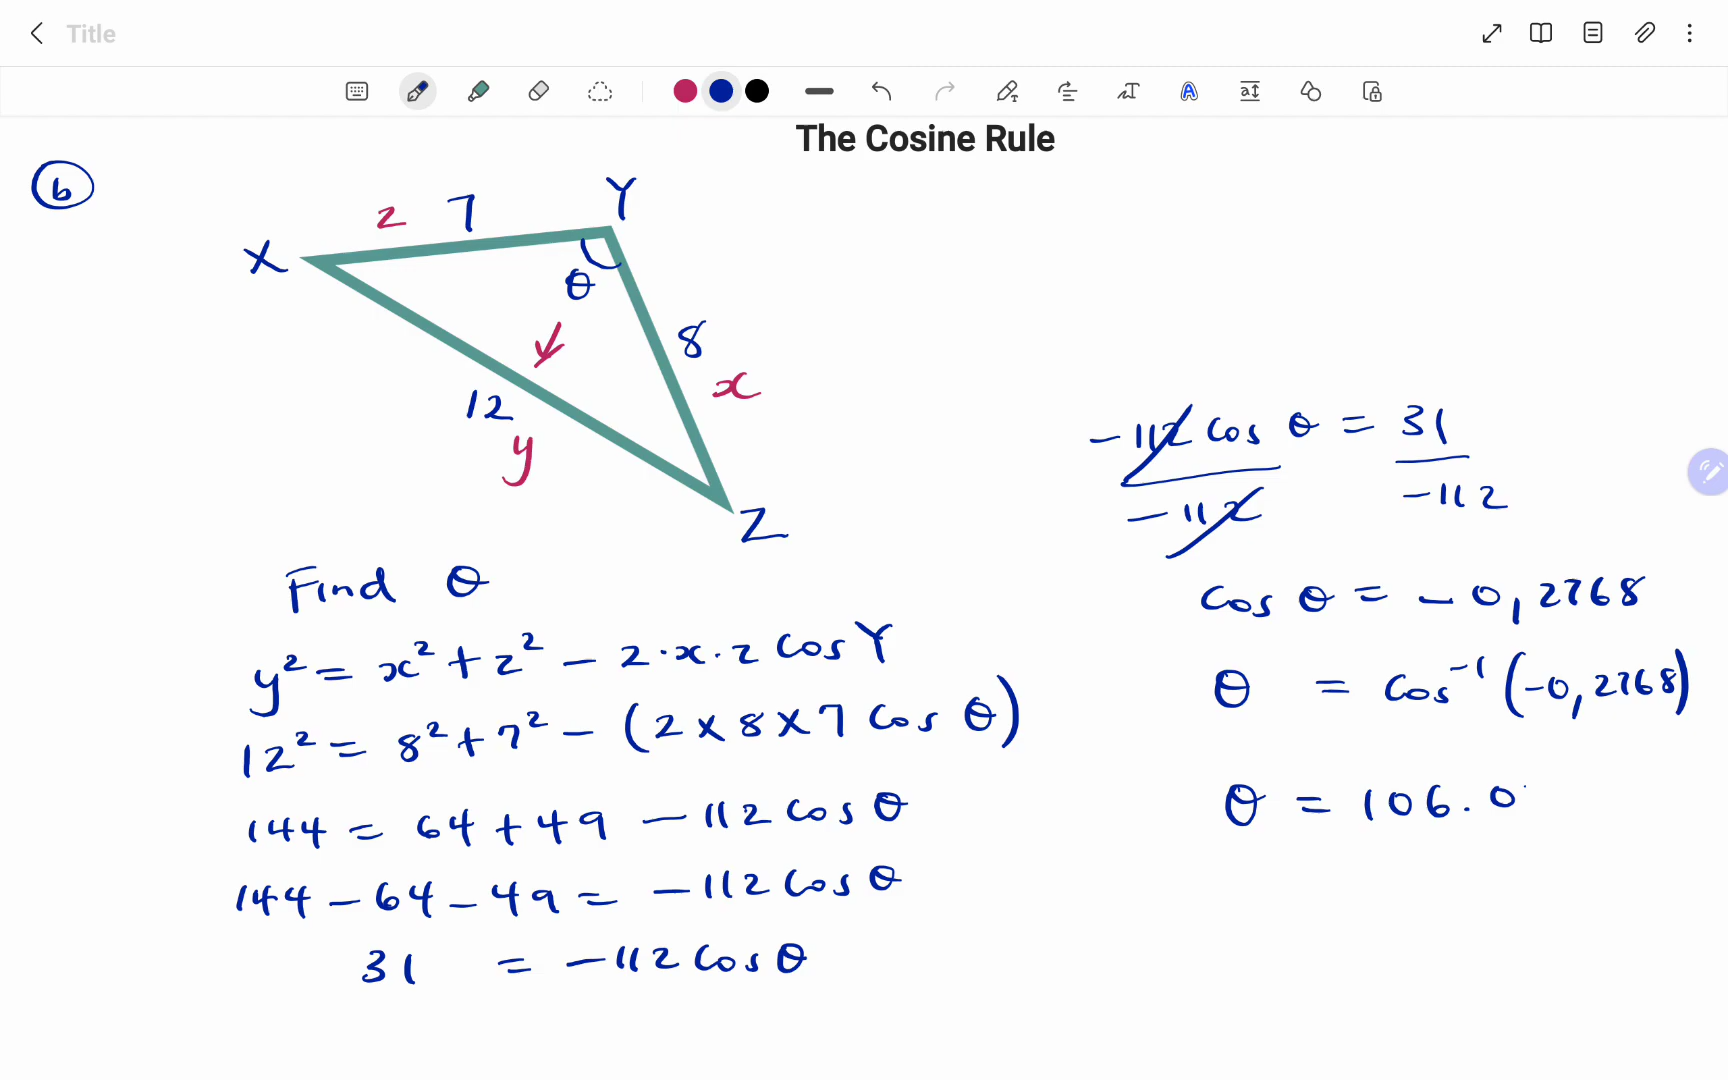 Title
The Cosine Rule
6
z 7 Y
X
θ
8
x
12
y
Z
Find θ
y² = x² + z² - 2·x·z cos Y
12² = 8² + 7² - (2 x 8 x 7 cos θ)
144 = 64 + 49 - 112 cos θ
144 - 64 - 49 = -112 cos θ
31 = -112 cos θ
-112 cos θ = 31
-112 -112
cos θ = -0,2768
θ = cos⁻¹ (-0,2768)
θ = 106.0